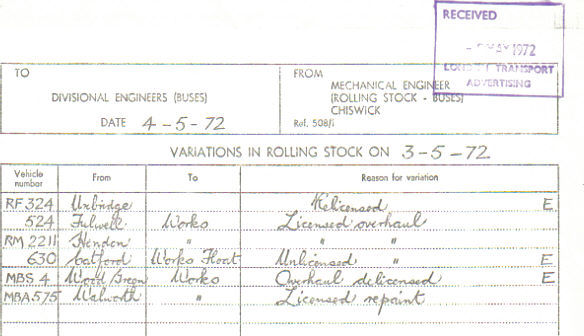 RECEIVED
MAY 1972
LONDON TRANSPORT
ADVERTISING
TO
DIVISIONAL ENGINEERS (BUSES)
DATE 4-5-72
FROM
MECHANICAL ENGINEER
(ROLLING STOCK - BUSES)
CHISWICK
Ref. 508/i
VARIATIONS IN ROLLING STOCK ON 3-5-72
Vehicle number From To Reason for variation
RF 324 Uxbridge Relicensed E
524 Fulwell Works Licensed overhaul
RM 2211 Hendon " " "
630 Catford Works Float Unlicensed " E
MBS 4 Wood Green Works Overhaul delicensed E
MBA 575 Walworth " Licensed repaint